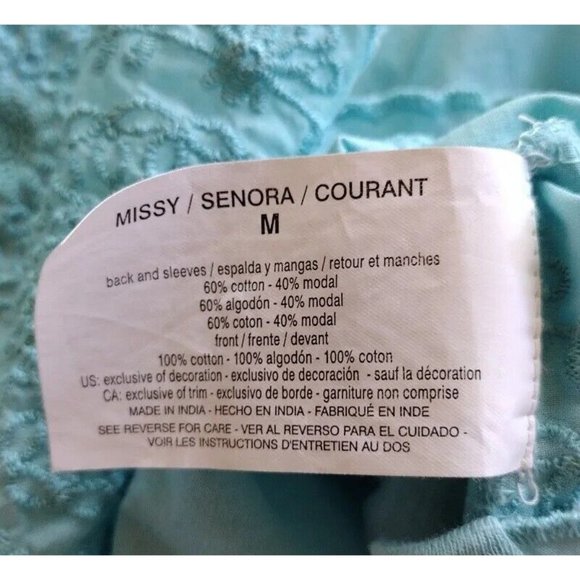 MISSY / SENORA / COURANT
M
back and sleeves / espalda y mangas / retour et manches
60% cotton - 40% modal
60% algodón - 40% modal
60% coton - 40% modal
front / frente / devant
100% cotton - 100% algodón - 100% coton
US: exclusive of decoration - exclusivo de decoración - sauf la décoration
CA: exclusive of trim - exclusivo de borde - garniture non comprise
MADE IN INDIA - HECHO EN INDIA - FABRIQUÉ EN INDE
SEE REVERSE FOR CARE - VER AL REVERSO PARA EL CUIDADO -
VOIR LES INSTRUCTIONS D'ENTRETIEN AU DOS